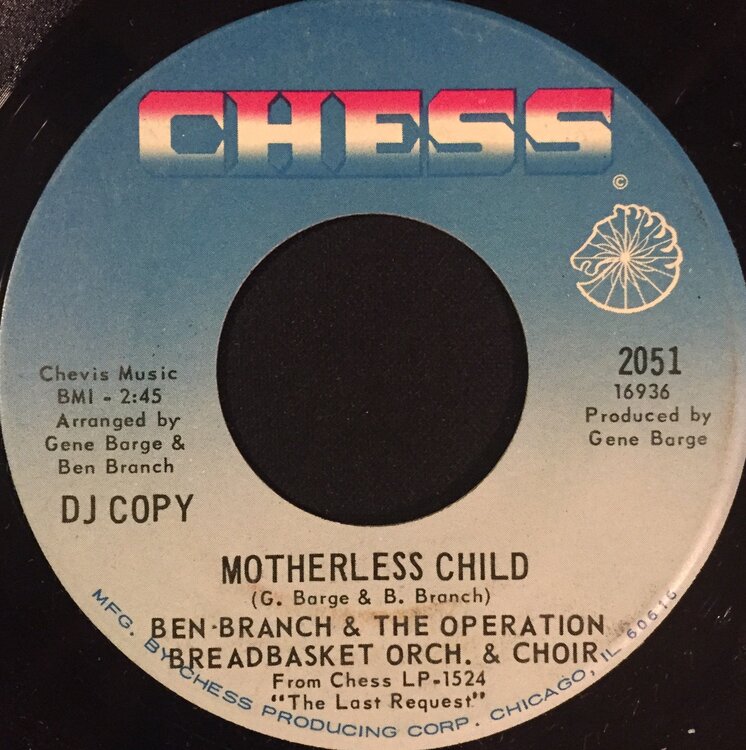 CHESS
©
Chevis Music
BMI - 2:45
Arranged by
Gene Barge &
Ben Branch
DJ COPY
2051
16936
Produced by
Gene Barge
MOTHERLESS CHILD
(G. Barge & B. Branch)
BEN BRANCH & THE OPERATION
BREADBASKET ORCH. & CHOIR
From Chess LP-1524
"The Last Request"
MFG. BY CHESS PRODUCING CORP. CHICAGO, IL 60616